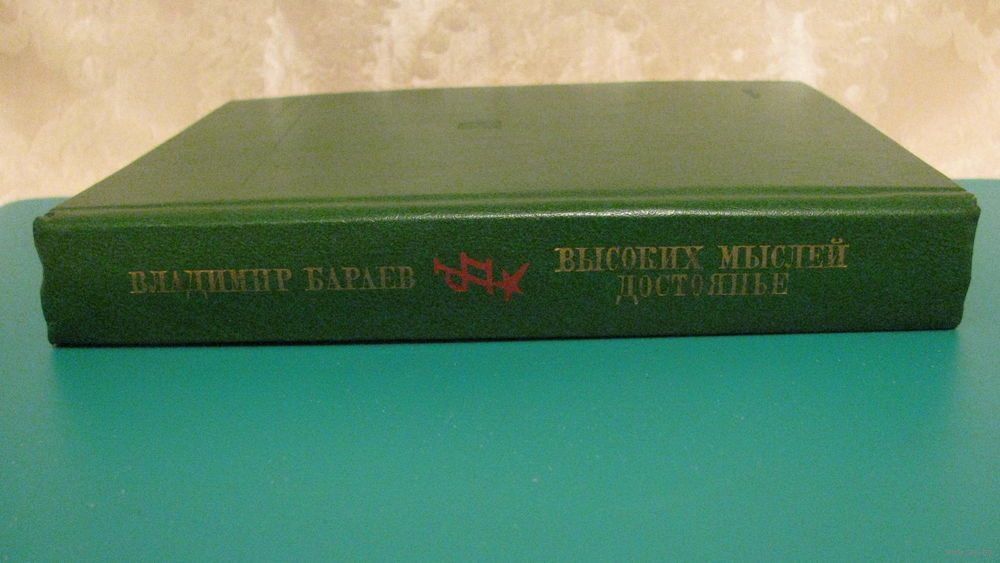 ВЛАДИМИР БАРАЕВ
ВЫСОКИХ МЫСЛЕЙ
ДОСТОЯНЬЕ